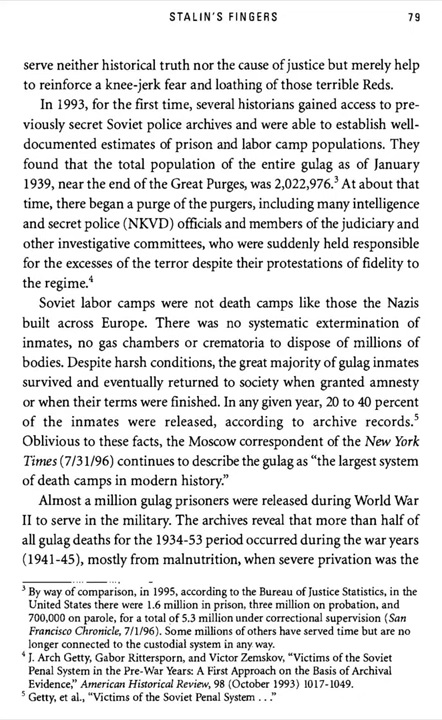 STALIN'S FINGERS 79
serve neither historical truth nor the cause of justice but merely help
to reinforce a knee-jerk fear and loathing of those terrible Reds.
In 1993, for the first time, several historians gained access to pre-
viously secret Soviet police archives and were able to establish well-
documented estimates of prison and labor camp populations. They
found that the total population of the entire gulag as of January
1939, near the end of the Great Purges, was 2,022,976.³ At about that
time, there began a purge of the purgers, including many intelligence
and secret police (NKVD) officials and members of the judiciary and
other investigative committees, who were suddenly held responsible
for the excesses of the terror despite their protestations of fidelity to
the regime.⁴
Soviet labor camps were not death camps like those the Nazis
built across Europe. There was no systematic extermination of
inmates, no gas chambers or crematoria to dispose of millions of
bodies. Despite harsh conditions, the great majority of gulag inmates
survived and eventually returned to society when granted amnesty
or when their terms were finished. In any given year, 20 to 40 percent
of the inmates were released, according to archive records.⁵
Oblivious to these facts, the Moscow correspondent of the New York
Times (7/31/96) continues to describe the gulag as “the largest system
of death camps in modern history.”
Almost a million gulag prisoners were released during World War
II to serve in the military. The archives reveal that more than half of
all gulag deaths for the 1934-53 period occurred during the war years
(1941-45), mostly from malnutrition, when severe privation was the
³ By way of comparison, in 1995, according to the Bureau of Justice Statistics, in the
United States there were 1.6 million in prison, three million on probation, and
700,000 on parole, for a total of 5.3 million under correctional supervision (San
Francisco Chronicle, 7/1/96). Some millions of others have served time but are no
longer connected to the custodial system in any way.
⁴ J. Arch Getty, Gabor Rittersporn, and Victor Zemskov, “Victims of the Soviet
Penal System in the Pre-War Years: A First Approach on the Basis of Archival
Evidence,” American Historical Review, 98 (October 1993) 1017-1049.
⁵ Getty, et al., “Victims of the Soviet Penal System . . .”